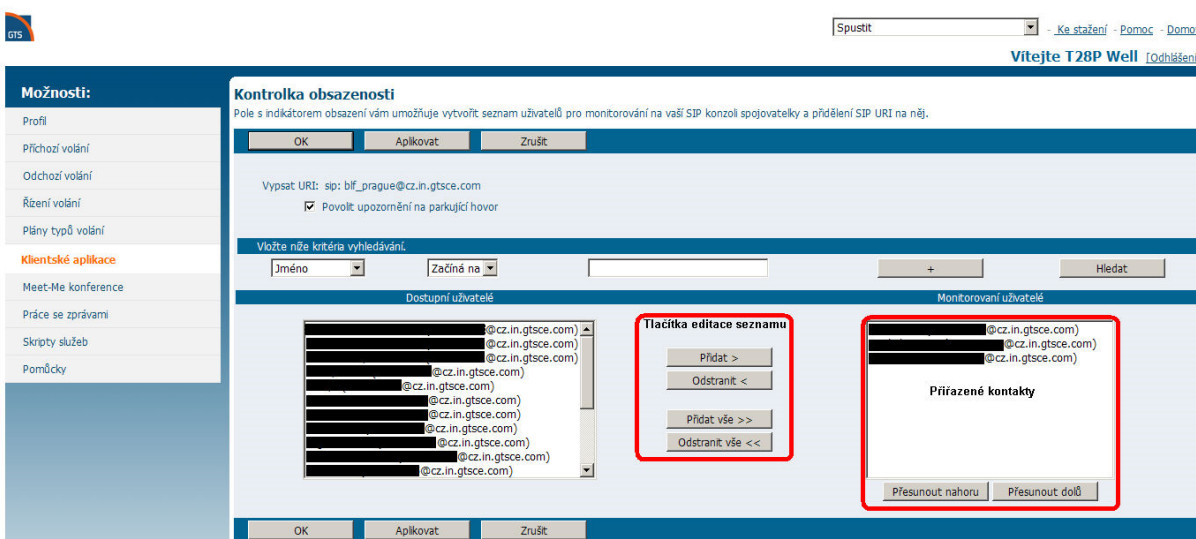 GTS
Spustit - Ke stažení - Pomoc - Domo
Vítejte T28P Well [Odhlášení
Možnosti:
Profil
Příchozí volání
Odchozí volání
Řízení volání
Plány typů volání
Klientské aplikace
Meet-Me konference
Práce se zprávami
Skripty služeb
Pomůcky
Kontrolka obsazenosti
Pole s indikátorem obsazení vám umožňuje vytvořit seznam uživatelů pro monitorování na vaší SIP konzoli spojovatelky a přidělení SIP URI na něj.
OK Aplikovat Zrušit
Vypsat URI: sip: blf_prague@cz.in.gtsce.com
Povolit upozornění na parkující hovor
Vložte níže kritéria vyhledávání.
Jméno Začíná na + Hledat
Dostupní uživatelé
@cz.in.gtsce.com)
@cz.in.gtsce.com)
@cz.in.gtsce.com)
@cz.in.gtsce.com)
@cz.in.gtsce.com)
@cz.in.gtsce.com)
@cz.in.gtsce.com)
@cz.in.gtsce.com)
@cz.in.gtsce.com)
@cz.in.gtsce.com)
@cz.in.gtsce.com)
Tlačítka editace seznamu
Přidat >
Odstranit <
Přidat vše >>
Odstranit vše <<
Monitorovaní uživatelé
@cz.in.gtsce.com)
@cz.in.gtsce.com)
@cz.in.gtsce.com)
Přiřazené kontakty
Přesunout nahoru Přesunout dolů
OK Aplikovat Zrušit